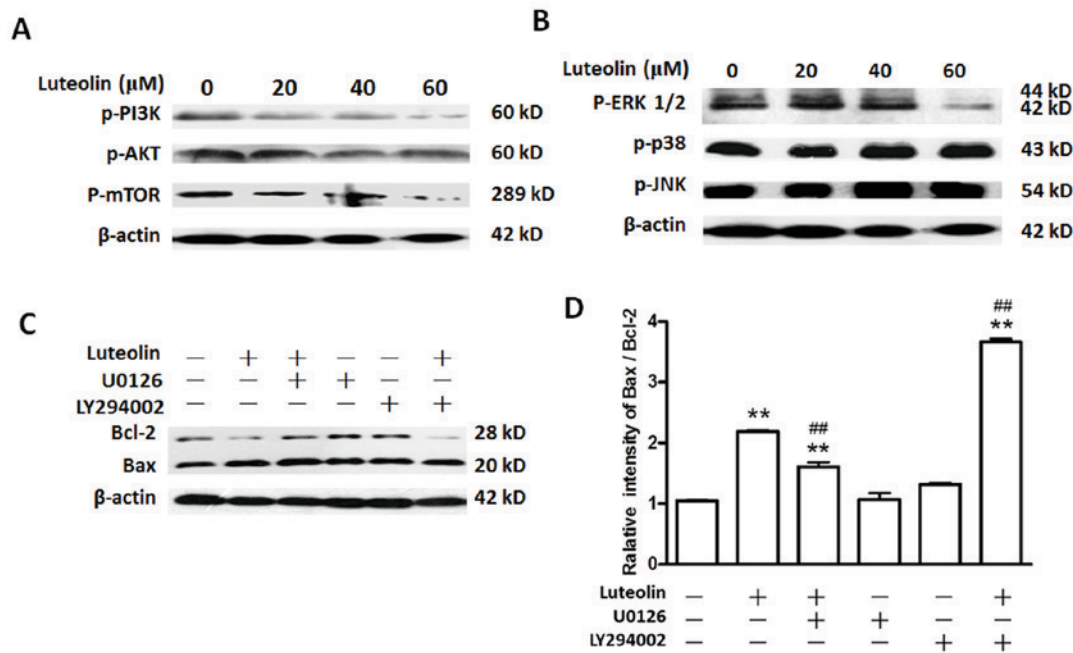 A
Luteolin (μM) 0 20 40 60
p-PI3K 60 kD
p-AKT 60 kD
P-mTOR 289 kD
β-actin 42 kD
B
Luteolin (μM) 0 20 40 60
P-ERK 1/2 44 kD
42 kD
p-p38 43 kD
p-JNK 54 kD
β-actin 42 kD
C
Luteolin — + + — — +
U0126 — — + + — —
LY294002 — — — — + +
Bcl-2 28 kD
Bax 20 kD
β-actin 42 kD
D
Ralative intensity of Bax / Bcl-2
4
3
2
1
0
**
##
**
##
**
Luteolin — + + — — +
U0126 — — + + — —
LY294002 — — — — + +